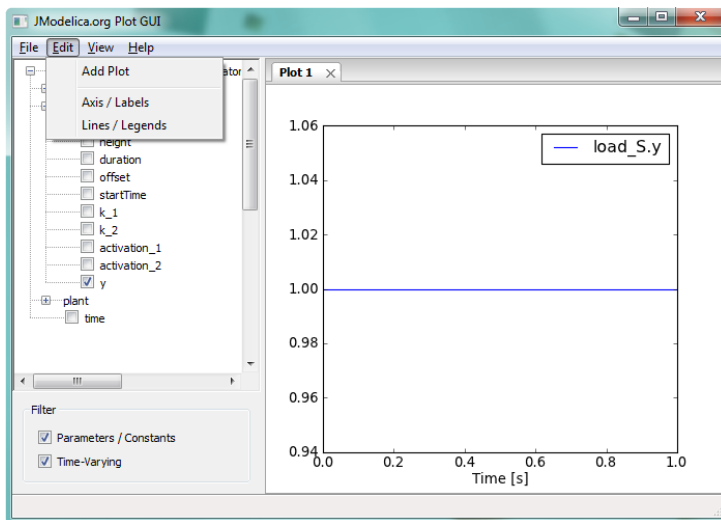 JModelica.org Plot GUI
File Edit View Help
Add Plot
Axis / Labels
Lines / Legends
height
duration
offset
startTime
k_1
k_2
activation_1
activation_2
y
plant
time
Filter
Parameters / Constants
Time-Varying
Plot 1
load_S.y
1.06
1.04
1.02
1.00
0.98
0.96
0.94
0.0 0.2 0.4 0.6 0.8 1.0
Time [s]